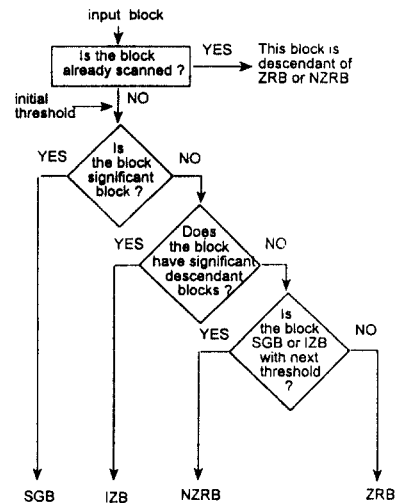 input block
Is the block
already scanned ?
YES
This block is
descendant of
ZRB or NZRB
initial
threshold
NO
Is
the block
significant
block ?
YES
NO
Does
the block
have significant
descendant
blocks ?
YES
NO
Is
the block
SGB or IZB
with next
threshold
?
YES
NO
SGB
IZB
NZRB
ZRB